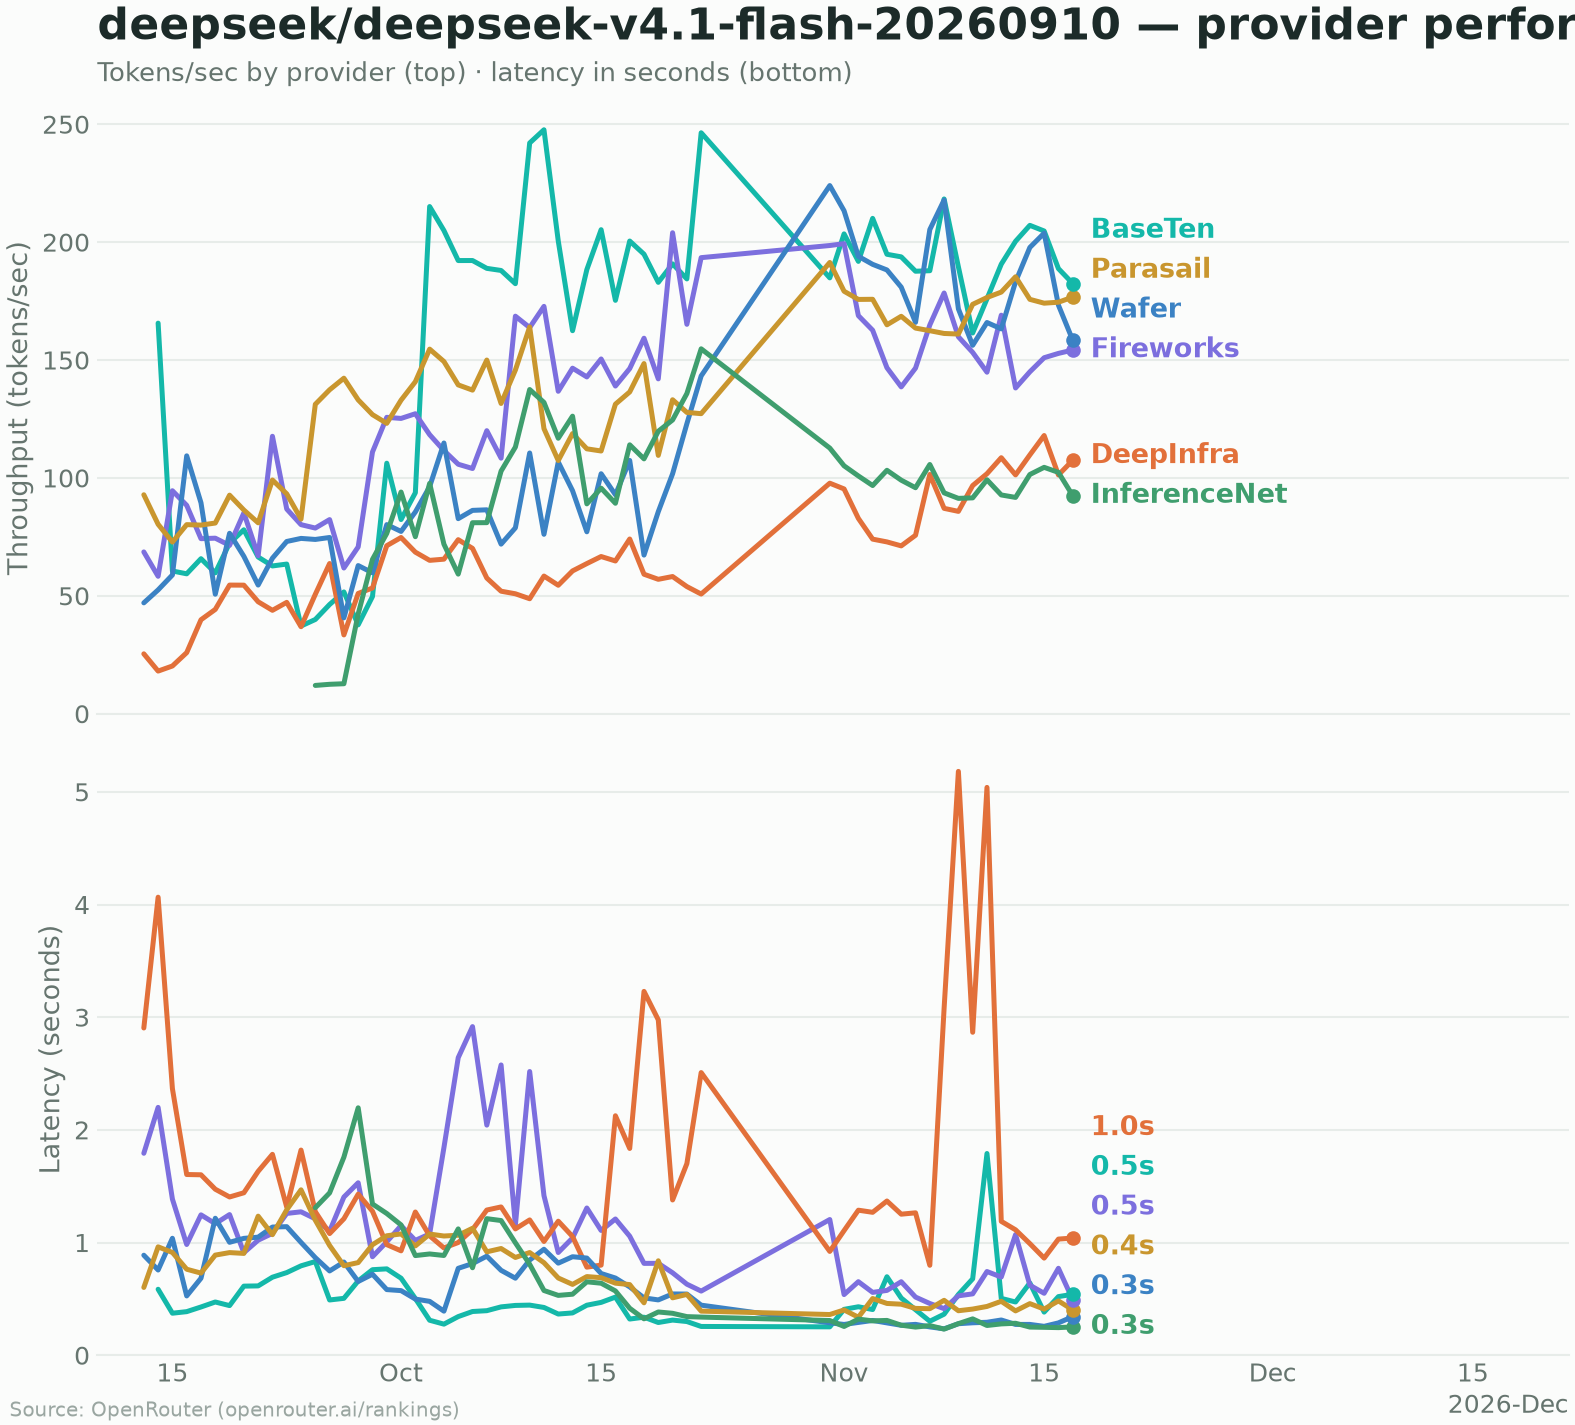 deepseek/deepseek-v4.1-flash-20260910 — provider perfor
Tokens/sec by provider (top) · latency in seconds (bottom)
250
200
150
100
50
0
Throughput (tokens/sec)
BaseTen
Parasail
Wafer
Fireworks
DeepInfra
InferenceNet
5
4
3
2
1
0
Latency (seconds)
1.0s
0.5s
0.5s
0.4s
0.3s
0.3s
15 Oct 15 Nov 15 Dec 15
2026-Dec
Source: OpenRouter (openrouter.ai/rankings)